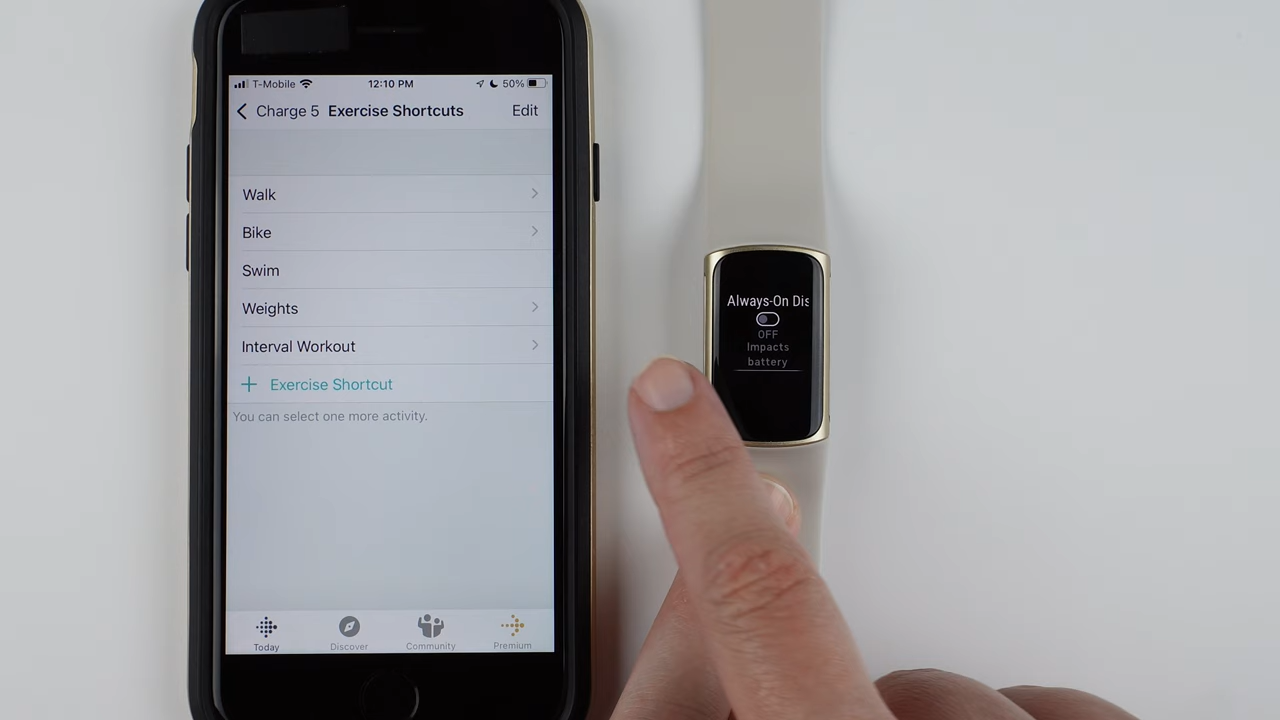 T-Mobile 12:10 PM 50%
Charge 5 Exercise Shortcuts Edit
Walk
Bike
Swim
Weights
Interval Workout
+ Exercise Shortcut
You can select one more activity.
Today Discover Community Premium
Always-On Dis
OFF
Impacts
battery